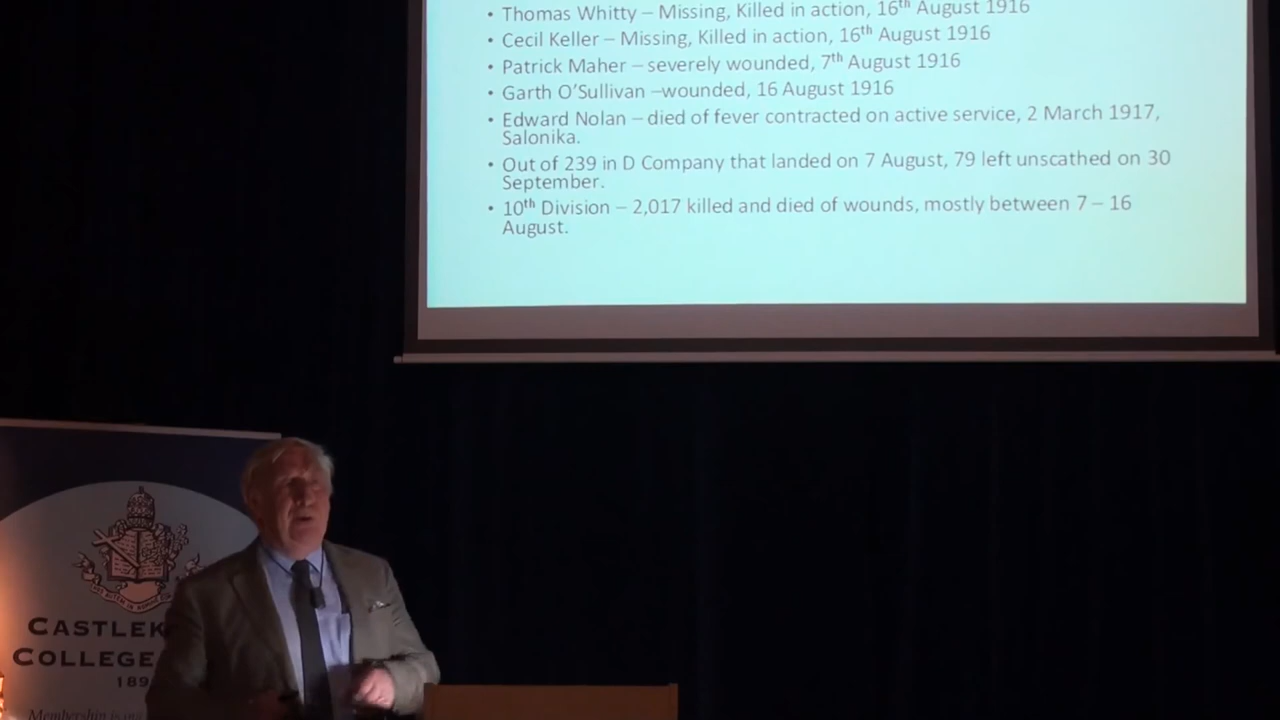 • Thomas Whitty – Missing, Killed in action, 16th August 1916
• Cecil Keller – Missing, Killed in action, 16th August 1916
• Patrick Maher – severely wounded, 7th August 1916
• Garth O'Sullivan –wounded, 16 August 1916
• Edward Nolan – died of fever contracted on active service, 2 March 1917,
Salonika.
• Out of 239 in D Company that landed on 7 August, 79 left unscathed on 30
September.
• 10th Division – 2,017 killed and died of wounds, mostly between 7 – 16
August.
CASTLEK
COLLEGE
189
Membership is